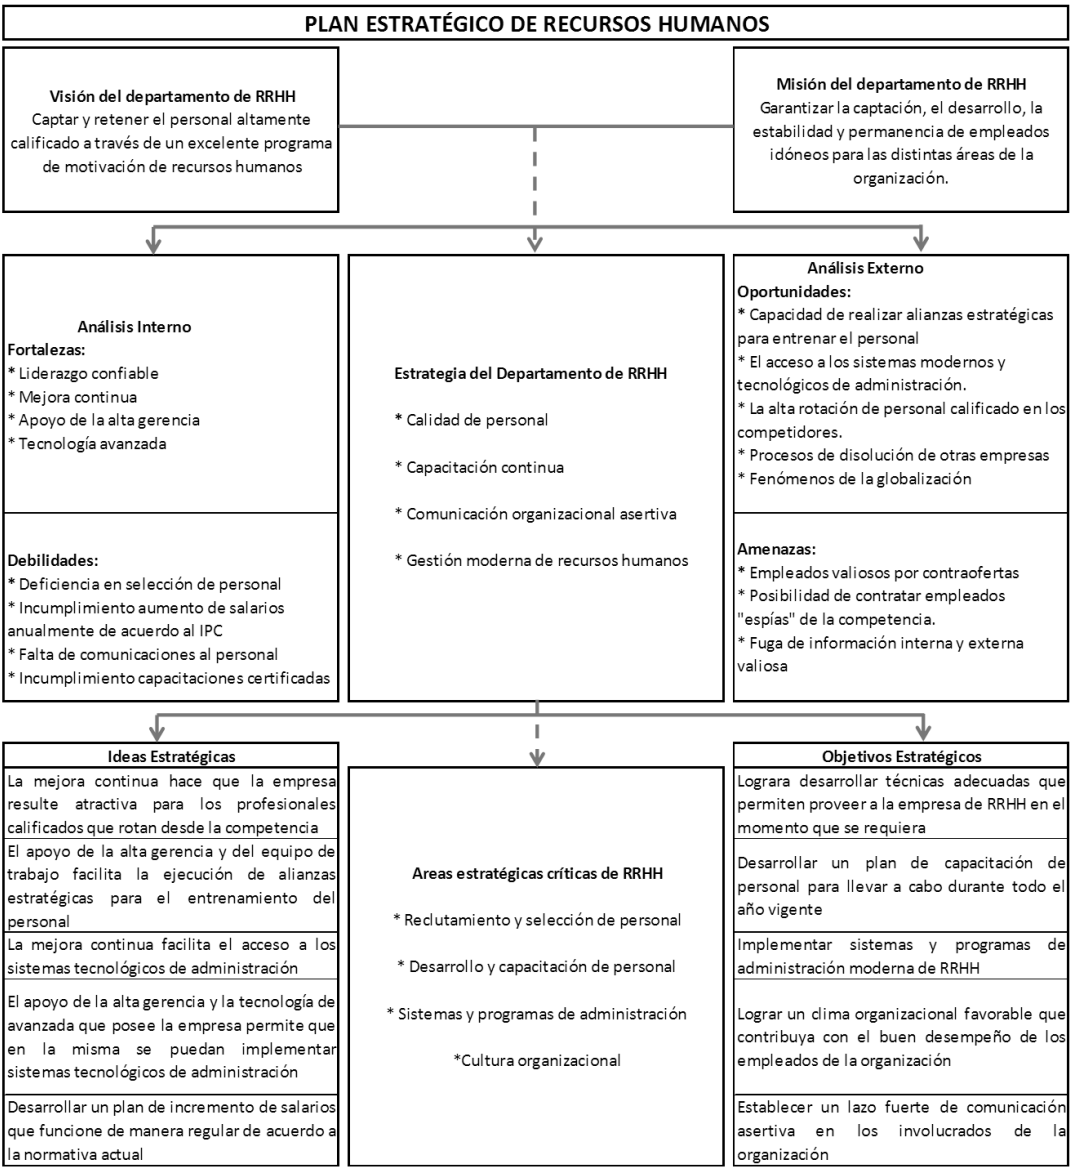 PLAN ESTRATÉGICO DE RECURSOS HUMANOS
Visión del departamento de RRHH
Captar y retener el personal altamente
calificado a través de un excelente programa
de motivación de recursos humanos
Misión del departamento de RRHH
Garantizar la captación, el desarrollo, la
estabilidad y permanencia de empleados
idóneos para las distintas áreas de la
organización.
Análisis Interno
Fortalezas:
* Liderazgo confiable
* Mejora continua
* Apoyo de la alta gerencia
* Tecnología avanzada
Debilidades:
* Deficiencia en selección de personal
* Incumplimiento aumento de salarios
anualmente de acuerdo al IPC
* Falta de comunicaciones al personal
* Incumplimiento capacitaciones certificadas
Estrategia del Departamento de RRHH
* Calidad de personal
* Capacitación continua
* Comunicación organizacional asertiva
* Gestión moderna de recursos humanos
Análisis Externo
Oportunidades:
* Capacidad de realizar alianzas estratégicas
para entrenar el personal
* El acceso a los sistemas modernos y
tecnológicos de administración.
* La alta rotación de personal calificado en los
competidores.
* Procesos de disolución de otras empresas
* Fenómenos de la globalización
Amenazas:
* Empleados valiosos por contraofertas
* Posibilidad de contratar empleados
"espías" de la competencia.
* Fuga de información interna y externa
valiosa
Ideas Estratégicas
La mejora continua hace que la empresa
resulte atractiva para los profesionales
calificados que rotan desde la competencia
El apoyo de la alta gerencia y del equipo de
trabajo facilita la ejecución de alianzas
estratégicas para el entrenamiento del
personal
La mejora continua facilita el acceso a los
sistemas tecnológicos de administración
El apoyo de la alta gerencia y la tecnología de
avanzada que posee la empresa permite que
en la misma se puedan implementar
sistemas tecnológicos de administración
Desarrollar un plan de incremento de salarios
que funcione de manera regular de acuerdo a
la normativa actual
Areas estratégicas críticas de RRHH
* Reclutamiento y selección de personal
* Desarrollo y capacitación de personal
* Sistemas y programas de administración
*Cultura organizacional
Objetivos Estratégicos
Lograra desarrollar técnicas adecuadas que
permiten proveer a la empresa de RRHH en el
momento que se requiera
Desarrollar un plan de capacitación de
personal para llevar a cabo durante todo el
año vigente
Implementar sistemas y programas de
administración moderna de RRHH
Lograr un clima organizacional favorable que
contribuya con el buen desempeño de los
empleados de la organización
Establecer un lazo fuerte de comunicación
asertiva en los involucrados de la
organización